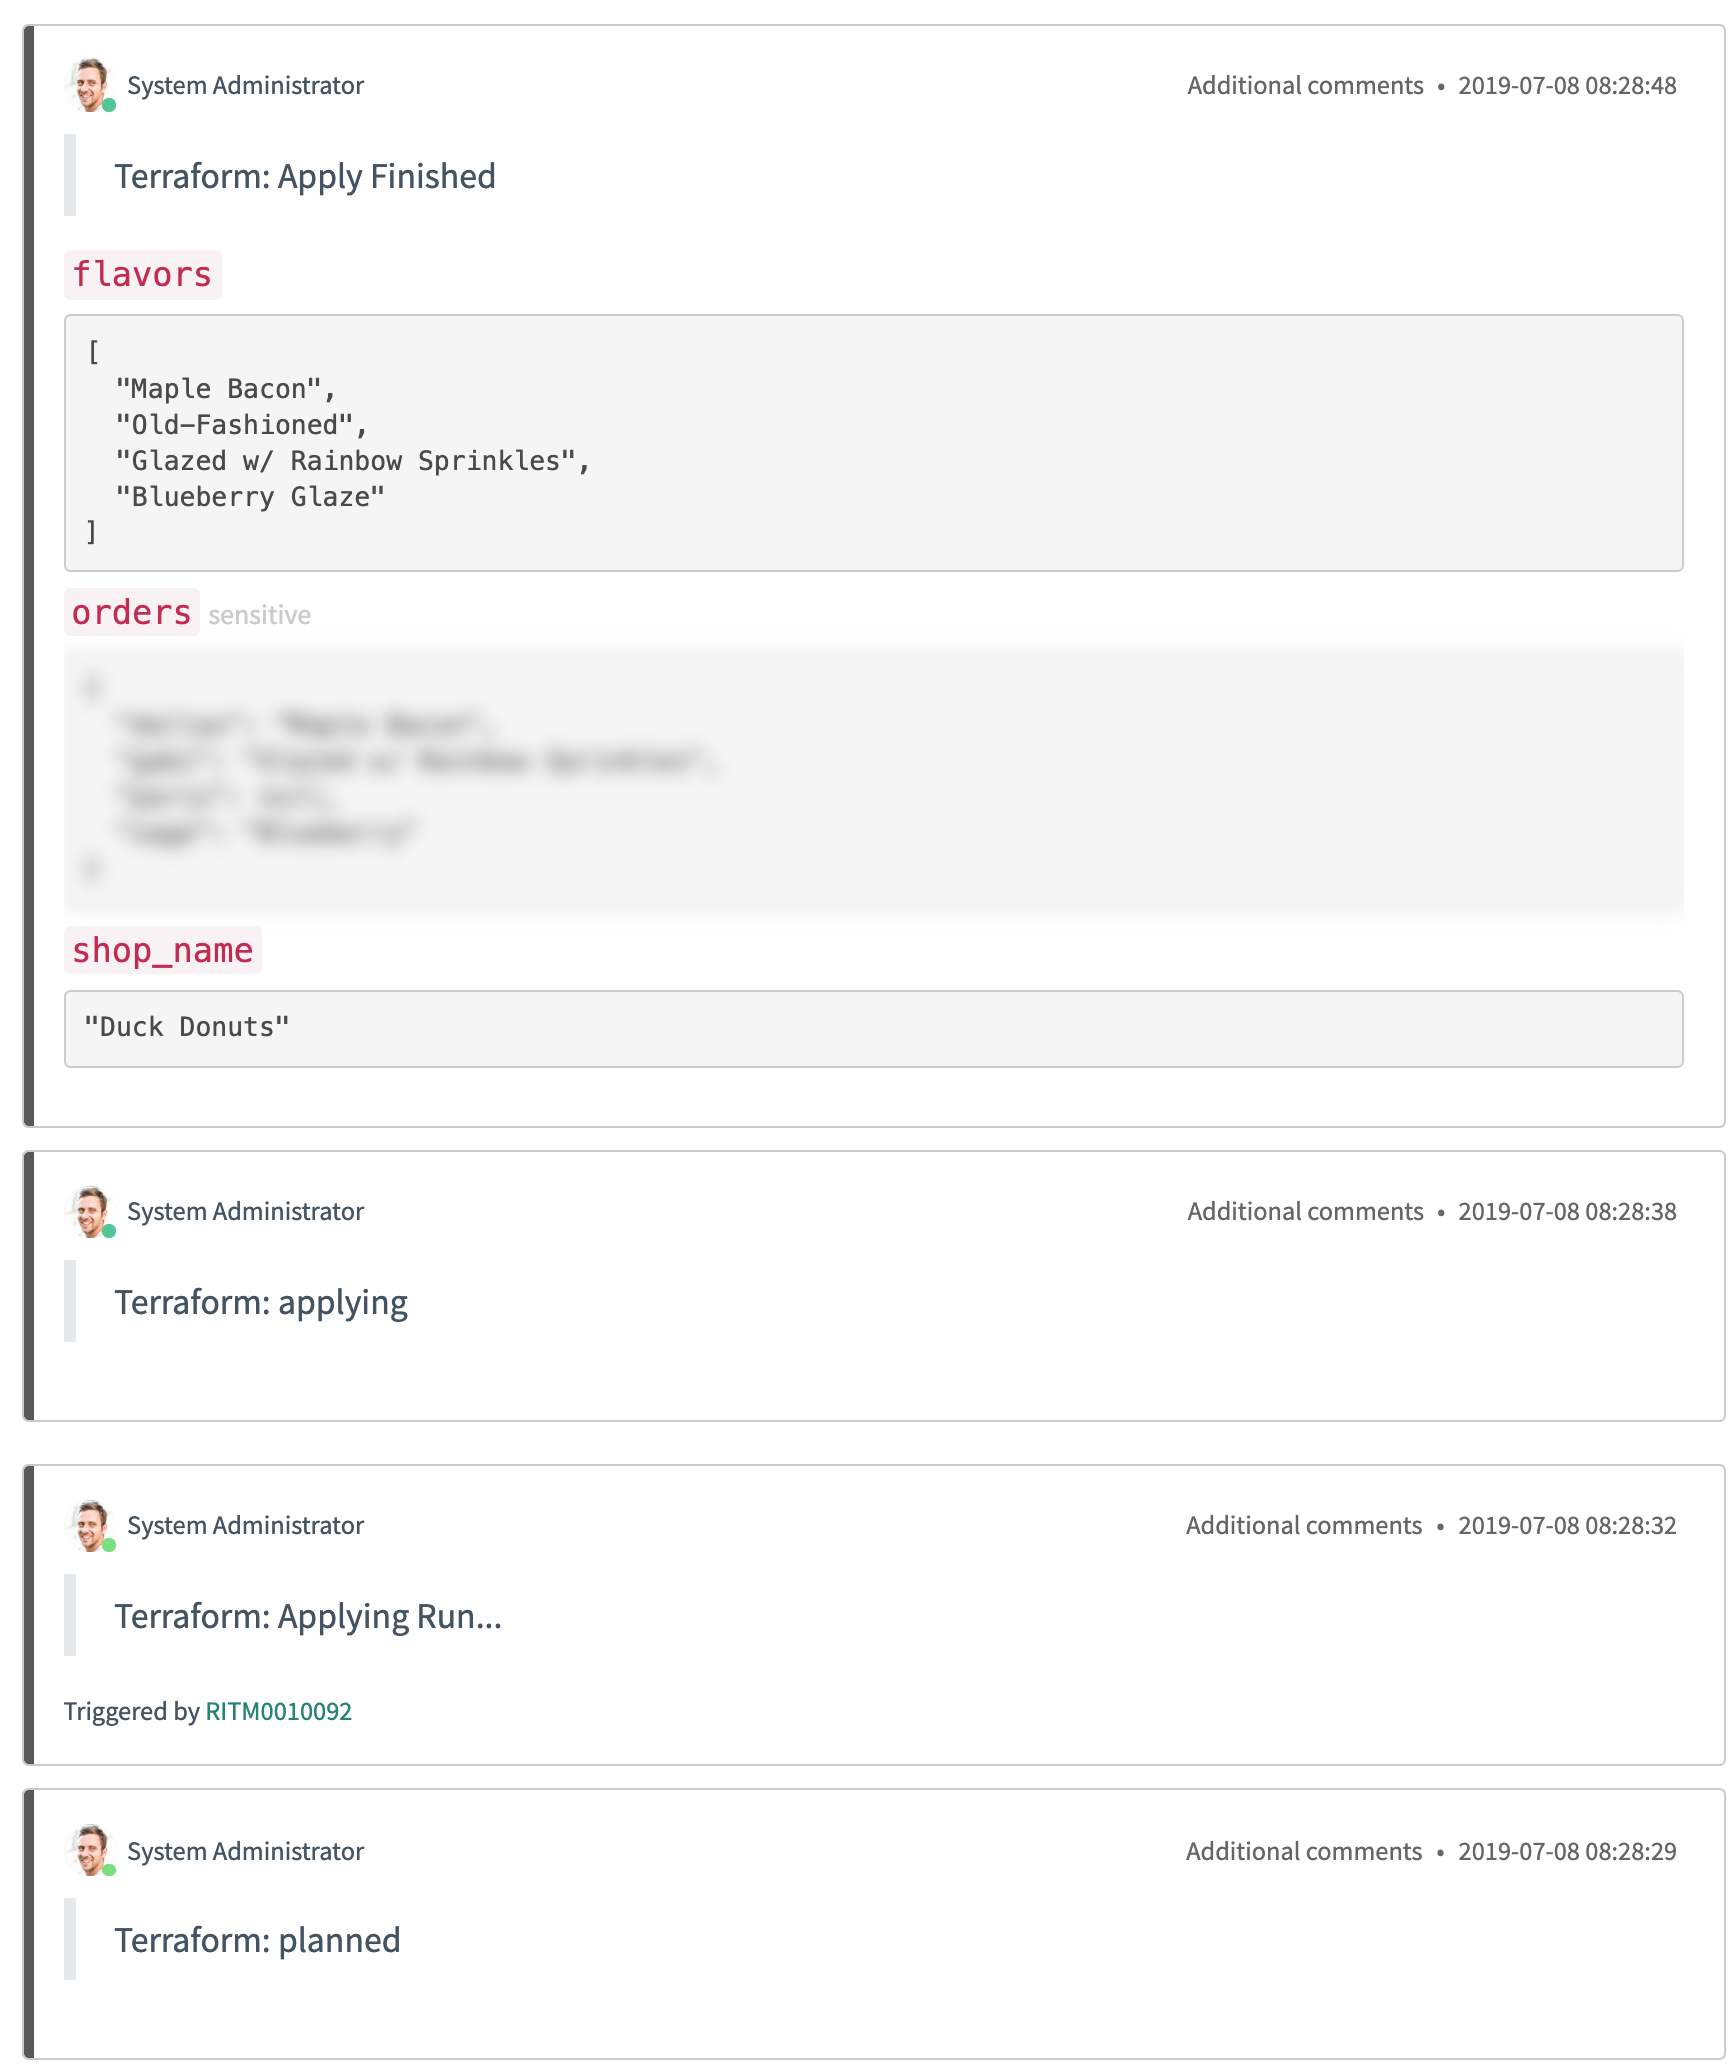 System Administrator
Additional comments • 2019-07-08 08:28:48
Terraform: Apply Finished
flavors
[
"Maple Bacon",
"Old-Fashioned",
"Glazed w/ Rainbow Sprinkles",
"Blueberry Glaze"
]
orders sensitive
shop_name
"Duck Donuts"
System Administrator
Additional comments • 2019-07-08 08:28:38
Terraform: applying
System Administrator
Additional comments • 2019-07-08 08:28:32
Terraform: Applying Run...
Triggered by RITM0010092
System Administrator
Additional comments • 2019-07-08 08:28:29
Terraform: planned